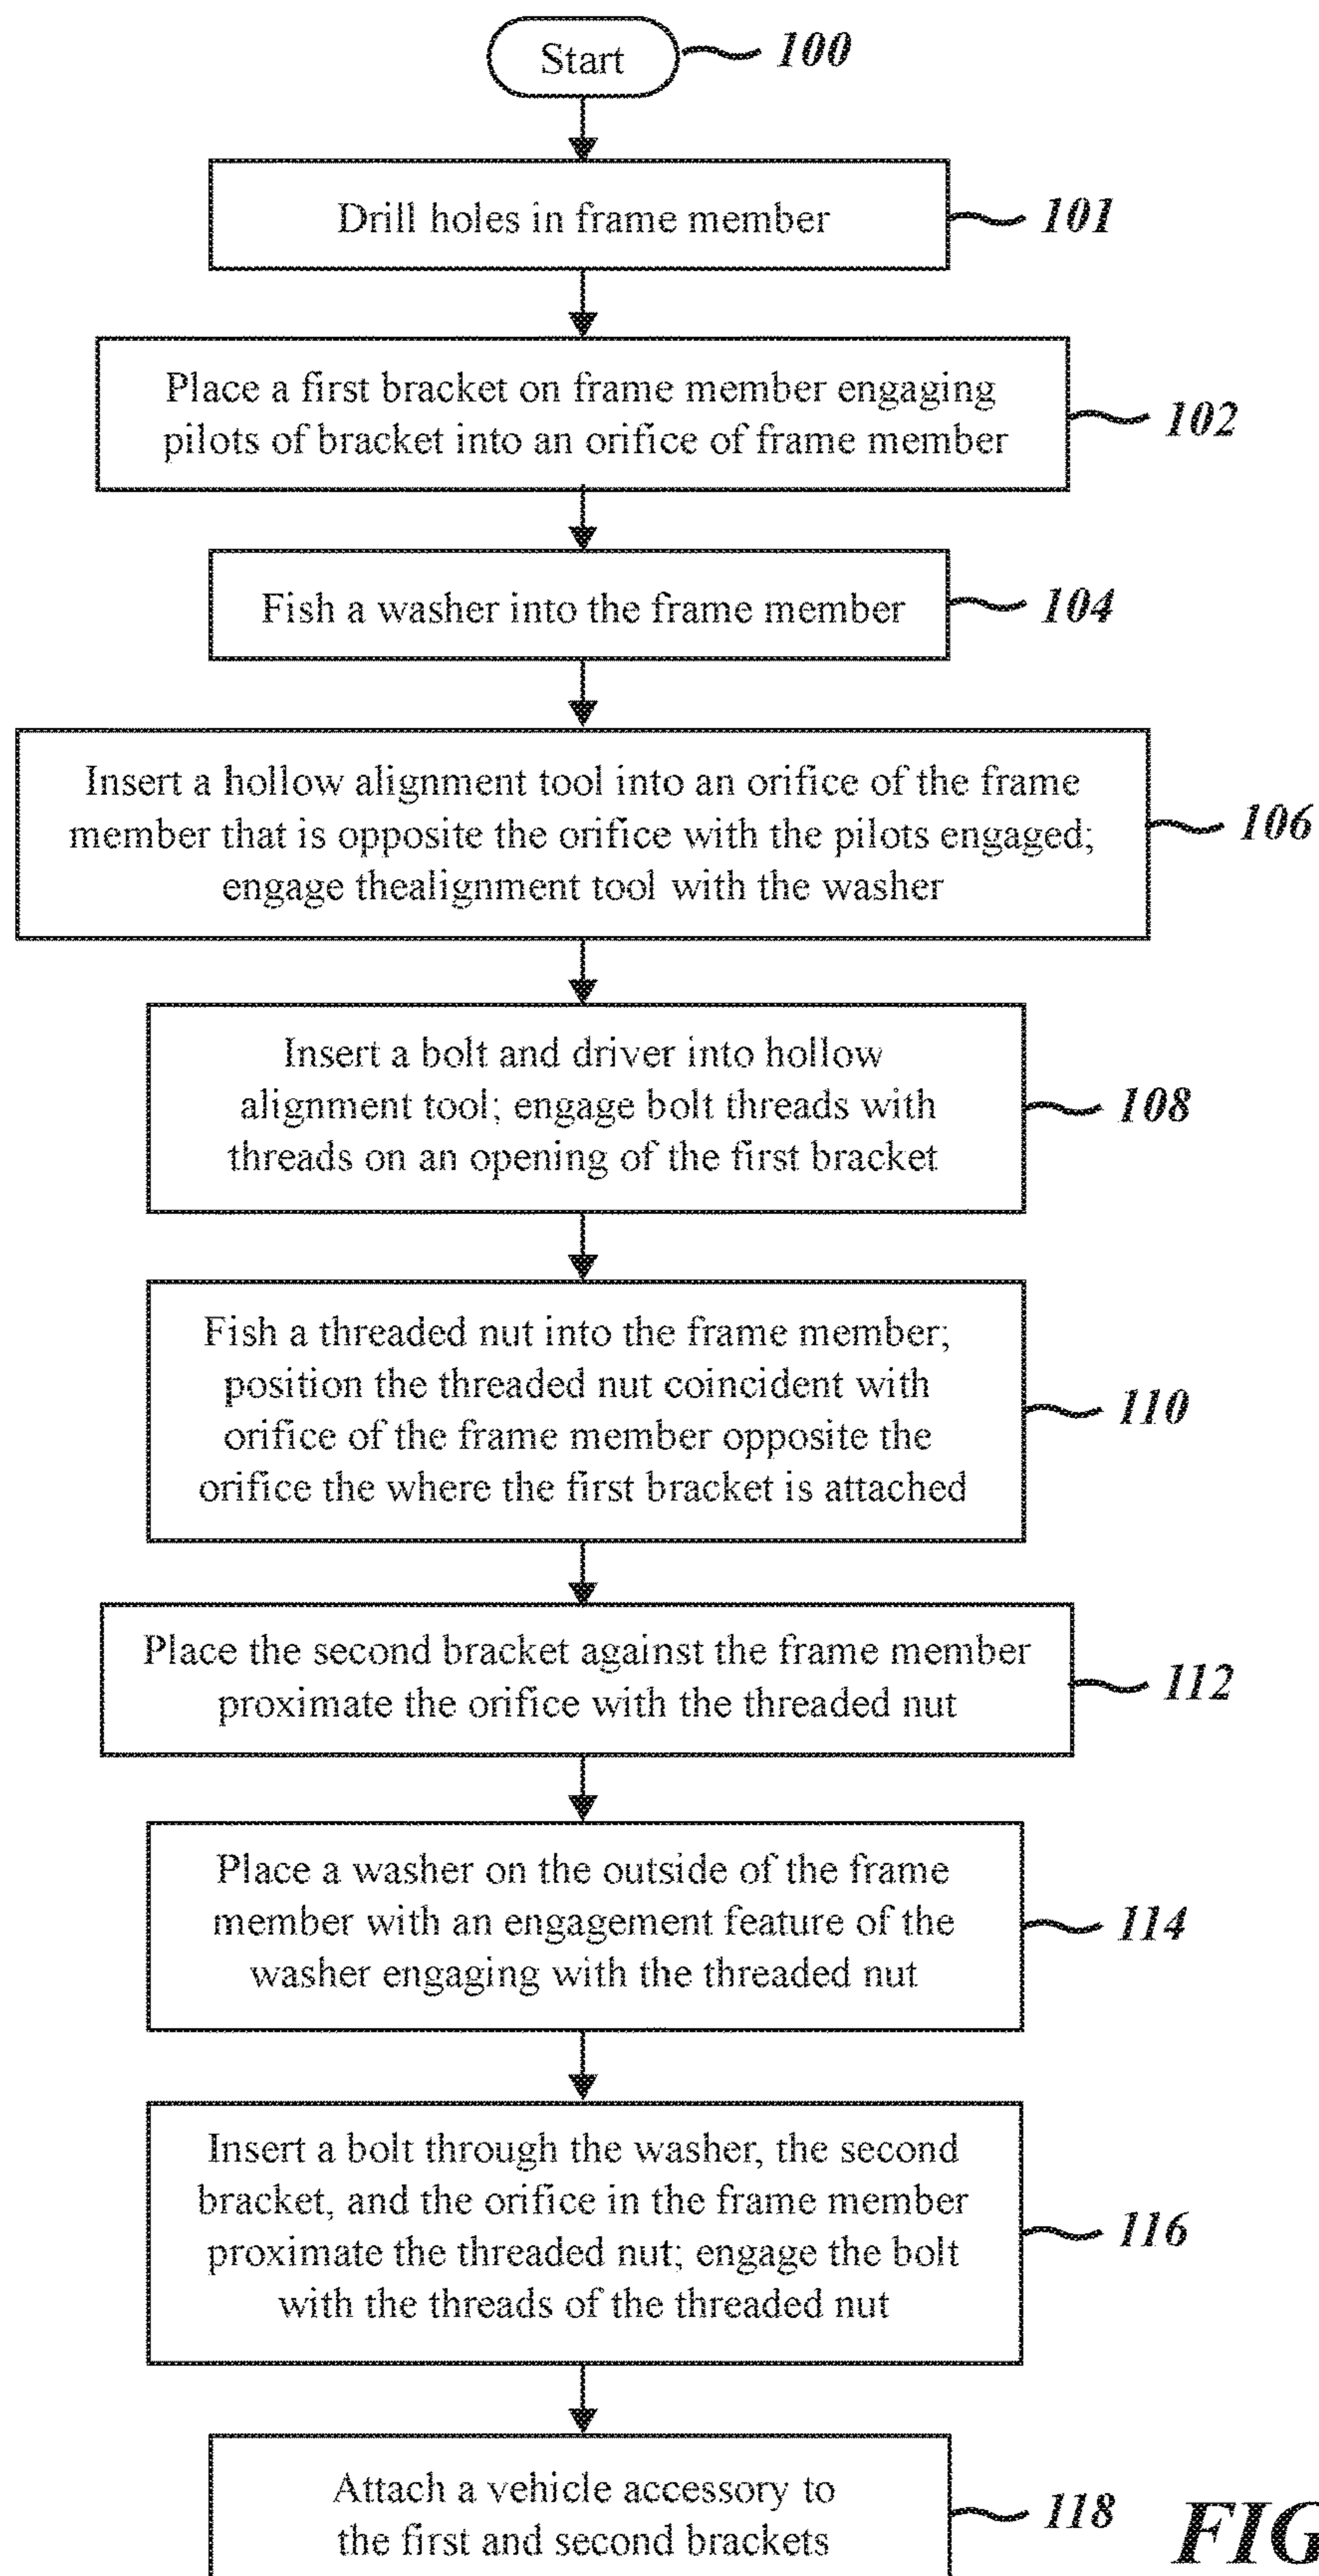 Start
100
Drill holes in frame member
101
Place a first bracket on frame member engaging
pilots of bracket into an orifice of frame member
102
Fish a washer into the frame member
104
Insert a hollow alignment tool into an orifice of the frame
member that is opposite the orifice with the pilots engaged;
engage thealignment tool with the washer
106
Insert a bolt and driver into hollow
alignment tool; engage bolt threads with
threads on an opening of the first bracket
108
Fish a threaded nut into the frame member;
position the threaded nut coincident with
orifice of the frame member opposite the
orifice the where the first bracket is attached
110
Place the second bracket against the frame member
proximate the orifice with the threaded nut
112
Place a washer on the outside of the frame
member with an engagement feature of the
washer engaging with the threaded nut
114
Insert a bolt through the washer, the second
bracket, and the orifice in the frame member
proximate the threaded nut; engage the bolt
with the threads of the threaded nut
116
Attach a vehicle accessory to
the first and second brackets
118
FIG